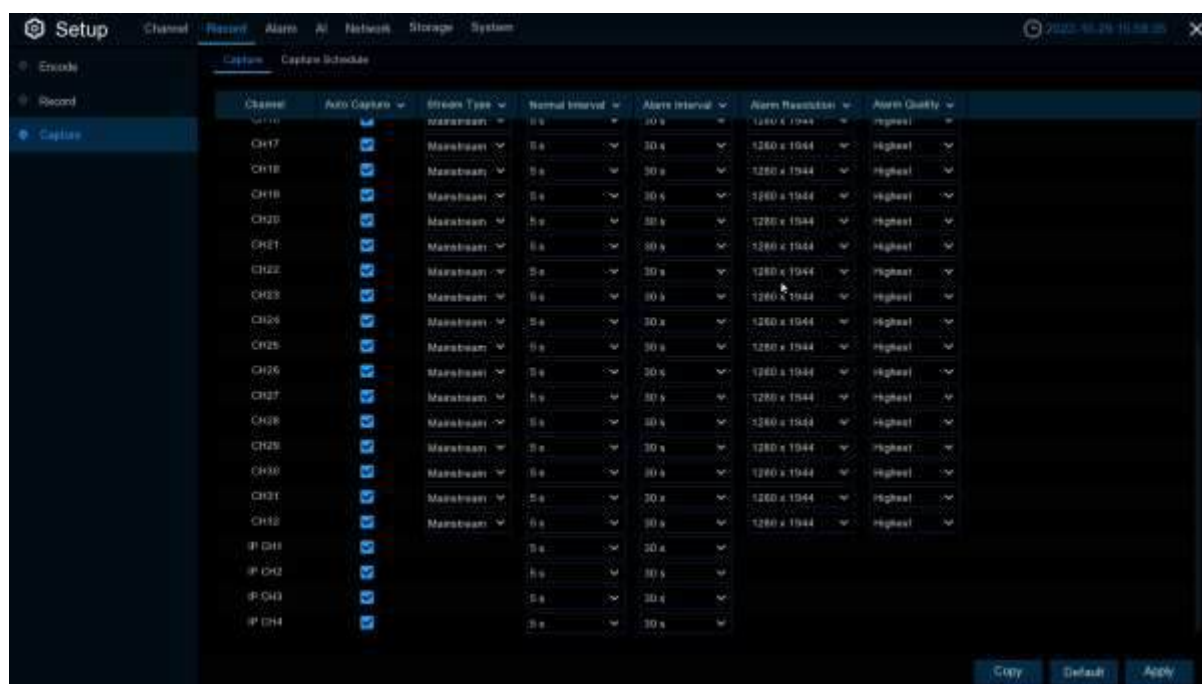 Setup Channel Record Alarm AI Network Storage System
Encode
Record
Capture
Capture Capture Schedule
Channel Auto Capture Stream Type Normal Interval Alarm Interval Alarm Resolution Alarm Quality
Mainstream 5 s 30 s 1280 x 1944 Highest
CH17 Mainstream 5 s 30 s 1280 x 1944 Highest
CH18 Mainstream 5 s 30 s 1280 x 1944 Highest
CH19 Mainstream 5 s 30 s 1280 x 1944 Highest
CH20 Mainstream 5 s 30 s 1280 x 1944 Highest
CH21 Mainstream 5 s 30 s 1280 x 1944 Highest
CH22 Mainstream 5 s 30 s 1280 x 1944 Highest
CH23 Mainstream 5 s 30 s 1280 x 1944 Highest
CH24 Mainstream 5 s 30 s 1280 x 1944 Highest
CH25 Mainstream 5 s 30 s 1280 x 1944 Highest
CH26 Mainstream 5 s 30 s 1280 x 1944 Highest
CH27 Mainstream 5 s 30 s 1280 x 1944 Highest
CH28 Mainstream 5 s 30 s 1280 x 1944 Highest
CH29 Mainstream 5 s 30 s 1280 x 1944 Highest
CH30 Mainstream 5 s 30 s 1280 x 1944 Highest
CH31 Mainstream 5 s 30 s 1280 x 1944 Highest
CH32 Mainstream 5 s 30 s 1280 x 1944 Highest
IP CH1 5 s 30 s
IP CH2 5 s 30 s
IP CH3 5 s 30 s
IP CH4 5 s 30 s
Copy Default Apply